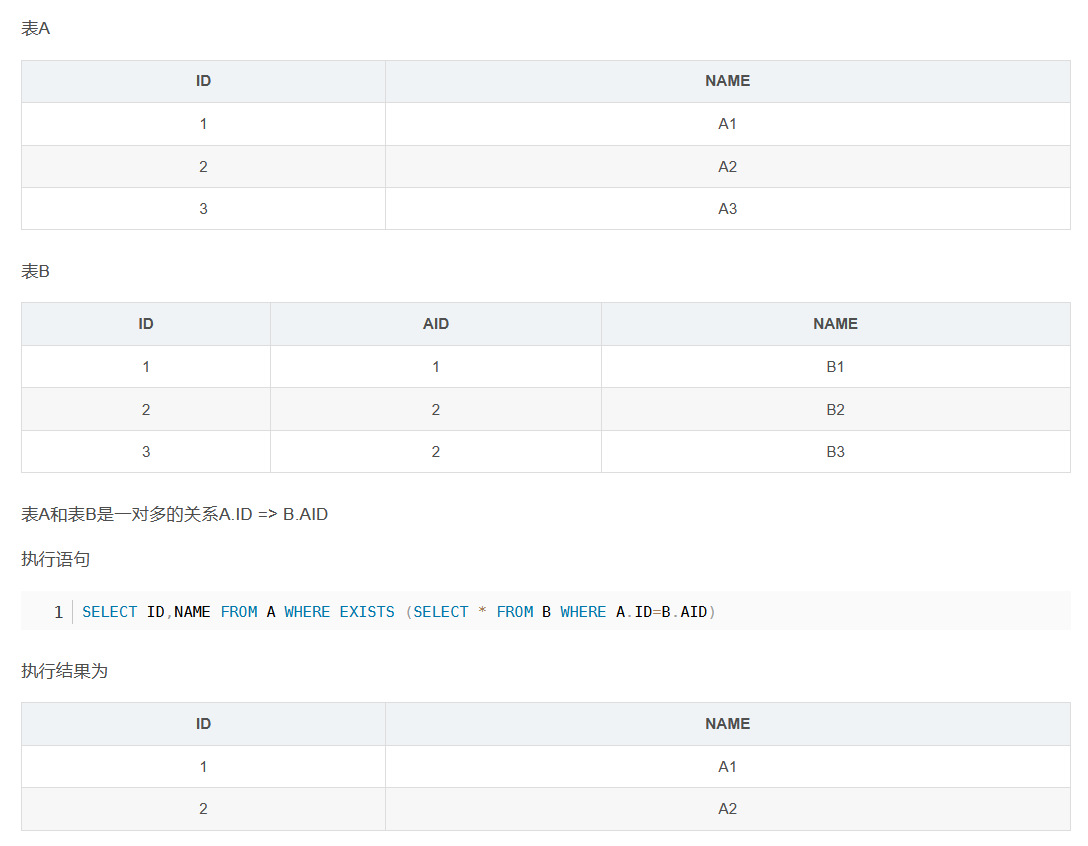 表A
ID NAME
1 A1
2 A2
3 A3
表B
ID AID NAME
1 1 B1
2 2 B2
3 2 B3
表A和表B是一对多的关系A.ID => B.AID
执行语句
1 SELECT ID,NAME FROM A WHERE EXISTS (SELECT * FROM B WHERE A.ID=B.AID)
执行结果为
ID NAME
1 A1
2 A2